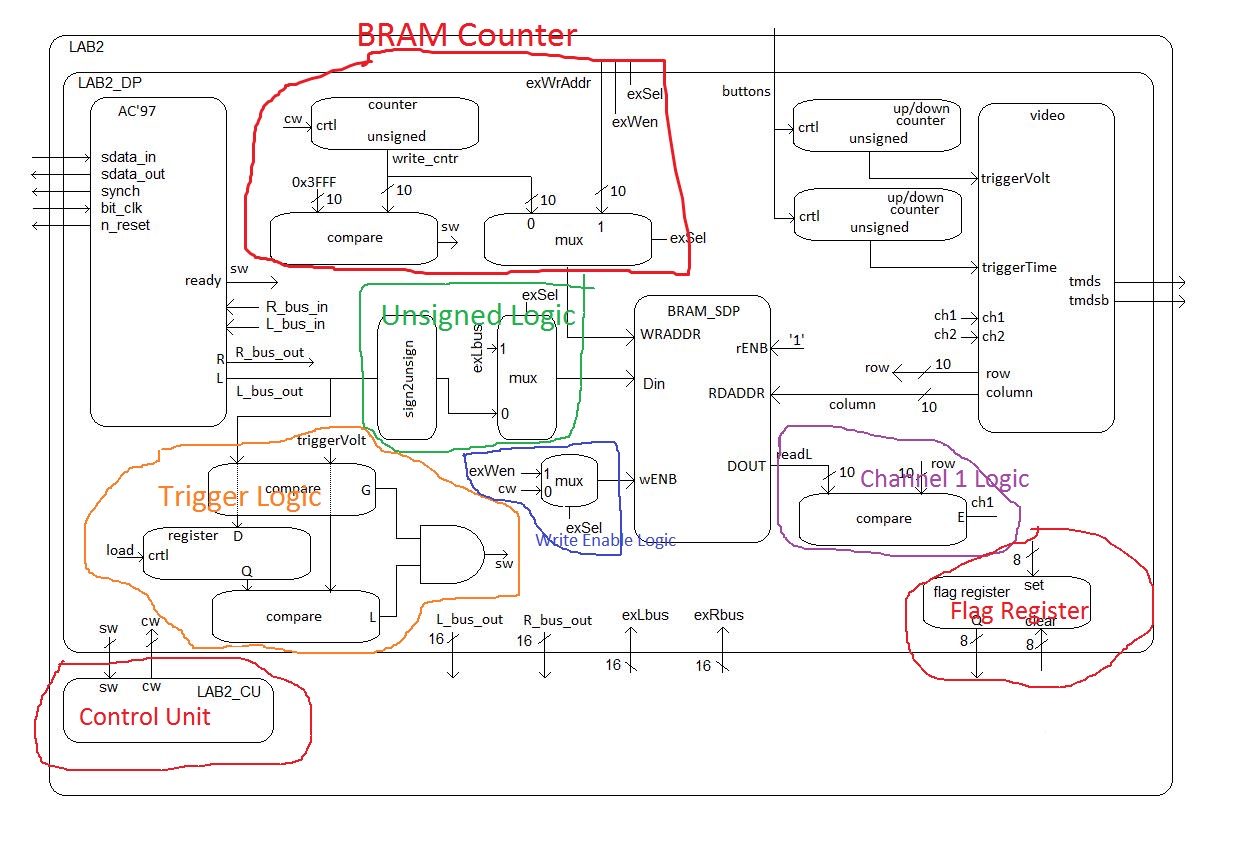 BRAM Counter
LAB2
LAB2_DP
AC'97
sdata_in
sdata_out
synch
bit_clk
n_reset
ready
sw
R_bus_in
L_bus_in
R
R_bus_out
L
L_bus_out
counter
cw
crtl
unsigned
write_cntr
0x3FFF
10
10
compare
sw
exWrAddr
exSel
exWen
10
10
0
1
mux
exSel
buttons
up/down
counter
crtl
unsigned
up/down
counter
crtl
unsigned
video
triggerVolt
triggerTime
tmds
tmdsb
ch1
ch1
ch2
ch2
row
10
row
column
column
10
Unsigned Logic
sign2unsign
exSel
exLbus
1
mux
0
BRAM_SDP
WRADDR
rENB
'1'
Din
RDADDR
DOUT
wENB
exWen
1
cw
0
mux
exSel
Write Enable Logic
readL
10
10
row
Channel 1 Logic
compare
E
ch1
triggerVolt
compare
G
Trigger Logic
register
D
load
crtl
Q
compare
L
sw
8
set
flag register
Flag Register
Q
clear
8
8
L_bus_out
16
R_bus_out
16
exLbus
16
exRbus
16
sw
cw
sw
cw
LAB2_CU
Control Unit